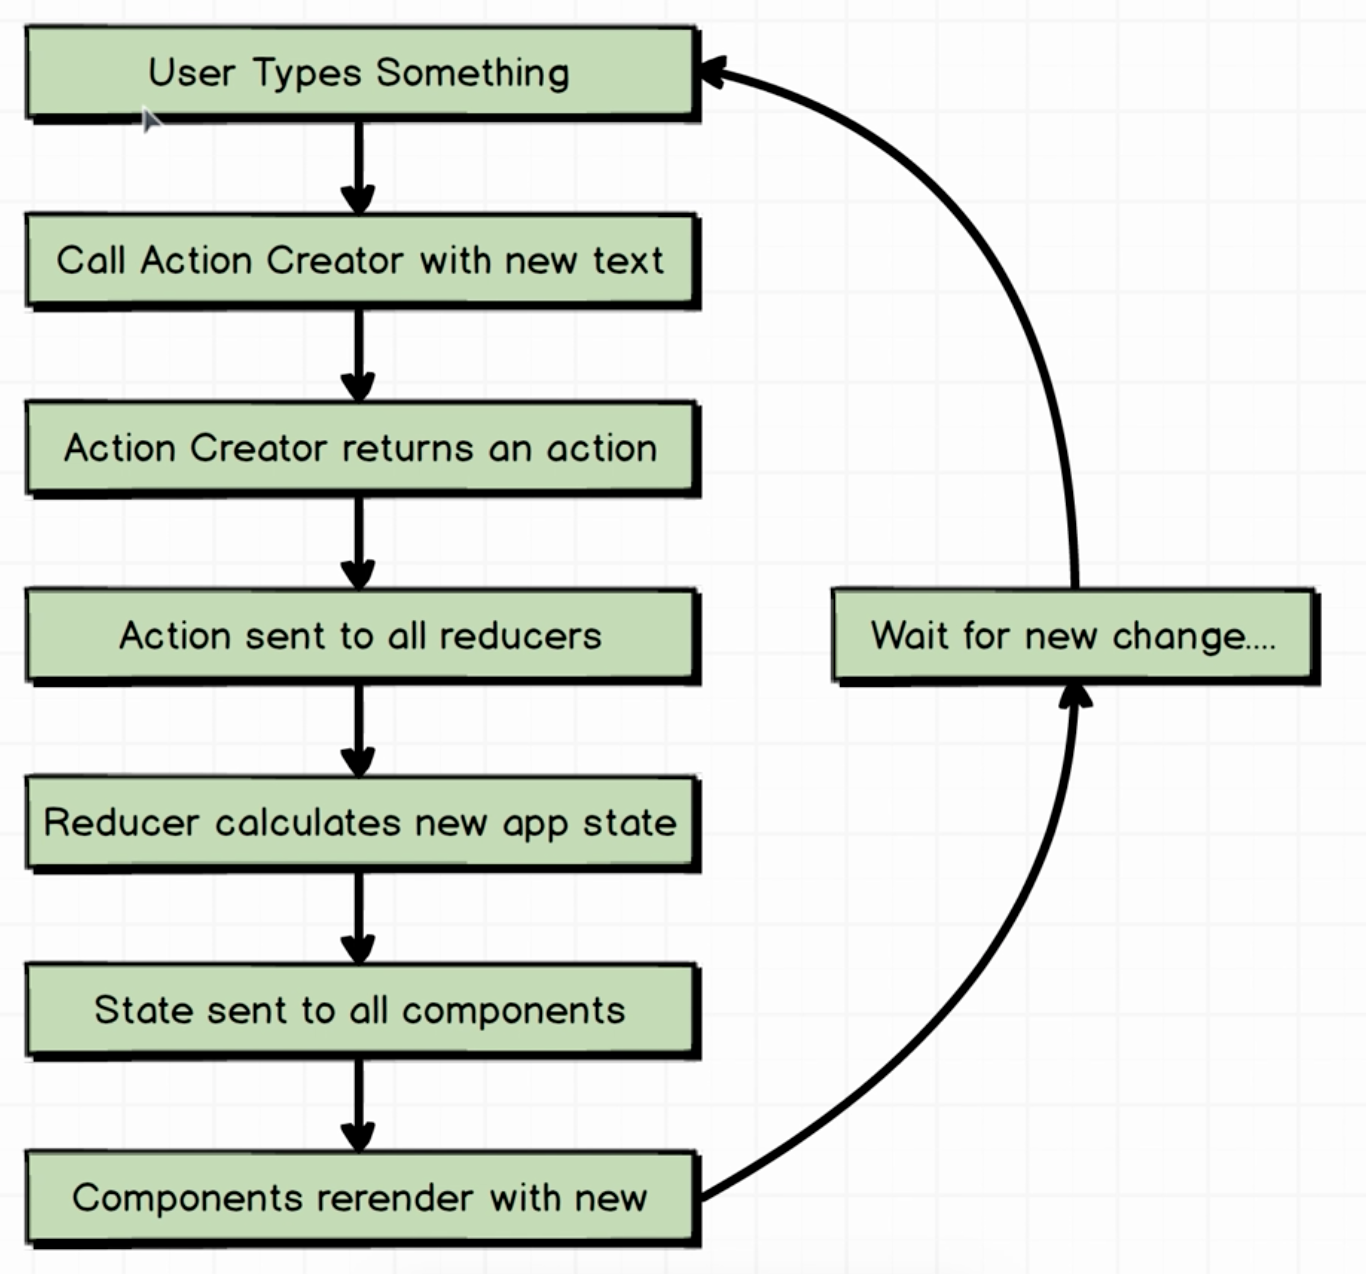 User Types Something
Call Action Creator with new text
Action Creator returns an action
Action sent to all reducers
Wait for new change....
Reducer calculates new app state
State sent to all components
Components rerender with new